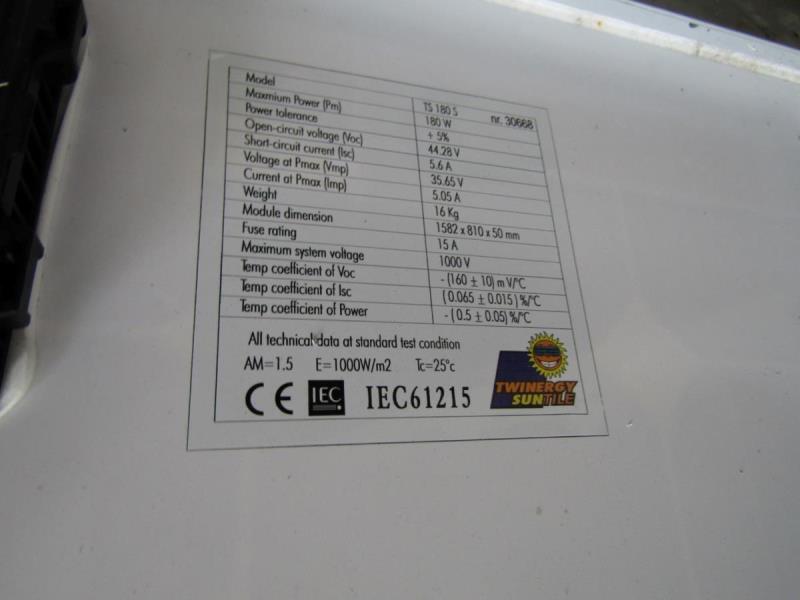 Model TS 180 S nr. 30668
Maxmium Power (Pm) 180 W
Power tolerance + 5%
Open-circuit voltage (Voc) 44.28 V
Short-circuit current (Isc) 5.6 A
Voltage at Pmax (Vmp) 35.65 V
Current at Pmax (Imp) 5.05 A
Weight 16 Kg
Module dimension 1582 x 810 x 50 mm
Fuse rating 15 A
Maximum system voltage 1000 V
Temp coefficient of Voc - (160 ± 10) m V/°C
Temp coefficient of Isc (0.065 ± 0.015) %/°C
Temp coefficient of Power - (0.5 ± 0.05) %/°C
All technical data at standard test condition
AM=1.5 E=1000W/m2 Tc=25°c
CE IEC IEC61215
TWINERGY
SUNTILE